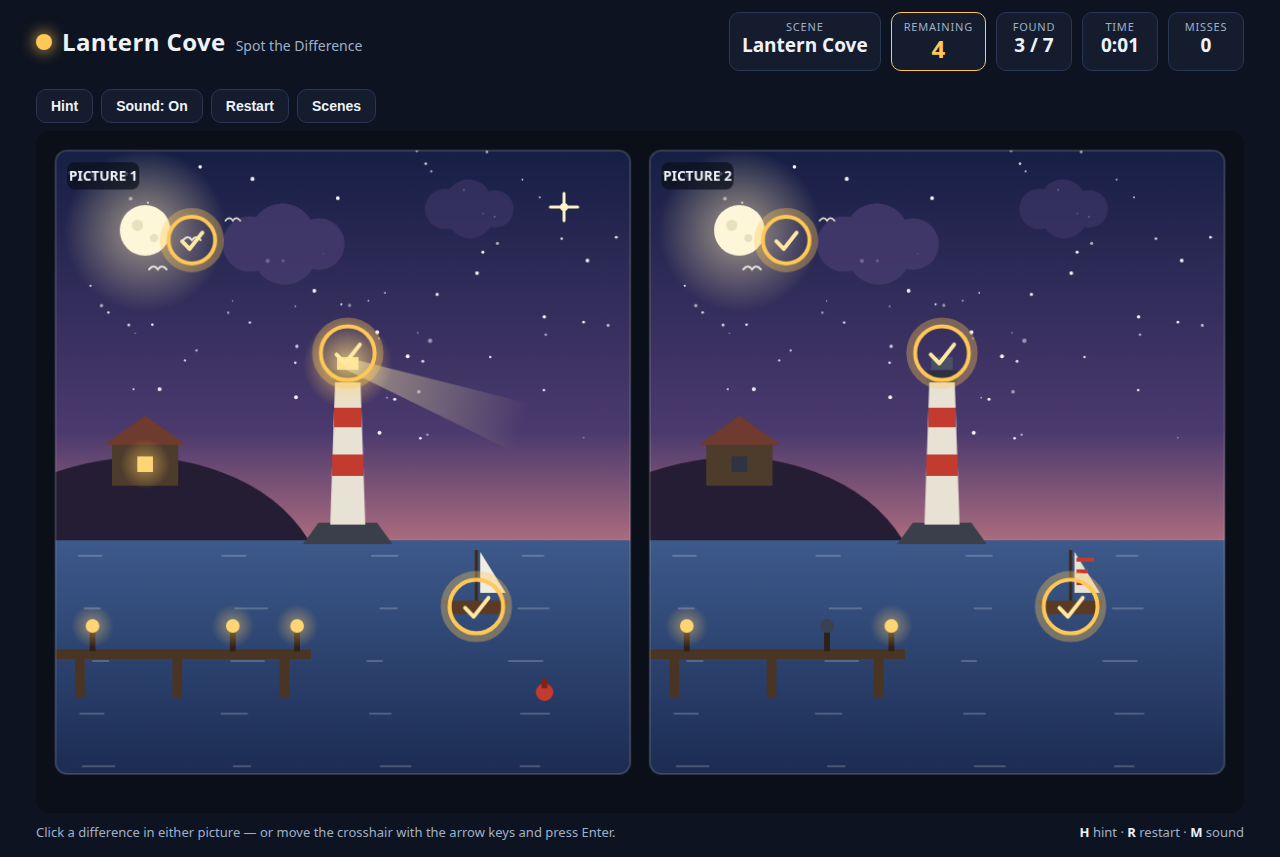 Lantern Cove Spot the Difference
SCENE
Lantern Cove
REMAINING
4
FOUND
3 / 7
TIME
0:01
MISSES
0
Hint
Sound: On
Restart
Scenes
PICTURE 1
PICTURE 2
Click a difference in either picture — or move the crosshair with the arrow keys and press Enter.
H hint · R restart · M sound